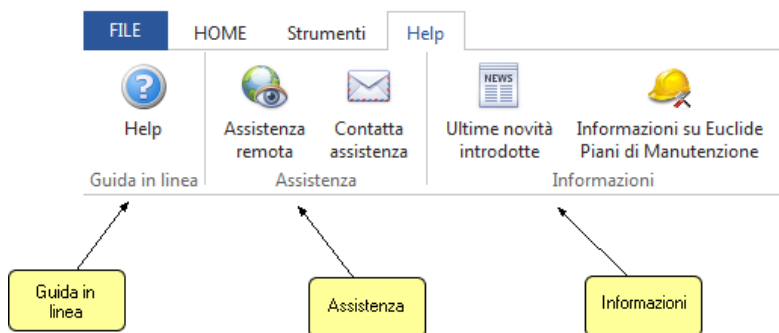 FILE HOME Strumenti Help
NEWS
Help Assistenza Contatta Ultime novità Informazioni su Euclide
remota assistenza introdotte Piani di Manutenzione
Guida in linea Assistenza Informazioni
Guida in
linea
Assistenza
Informazioni